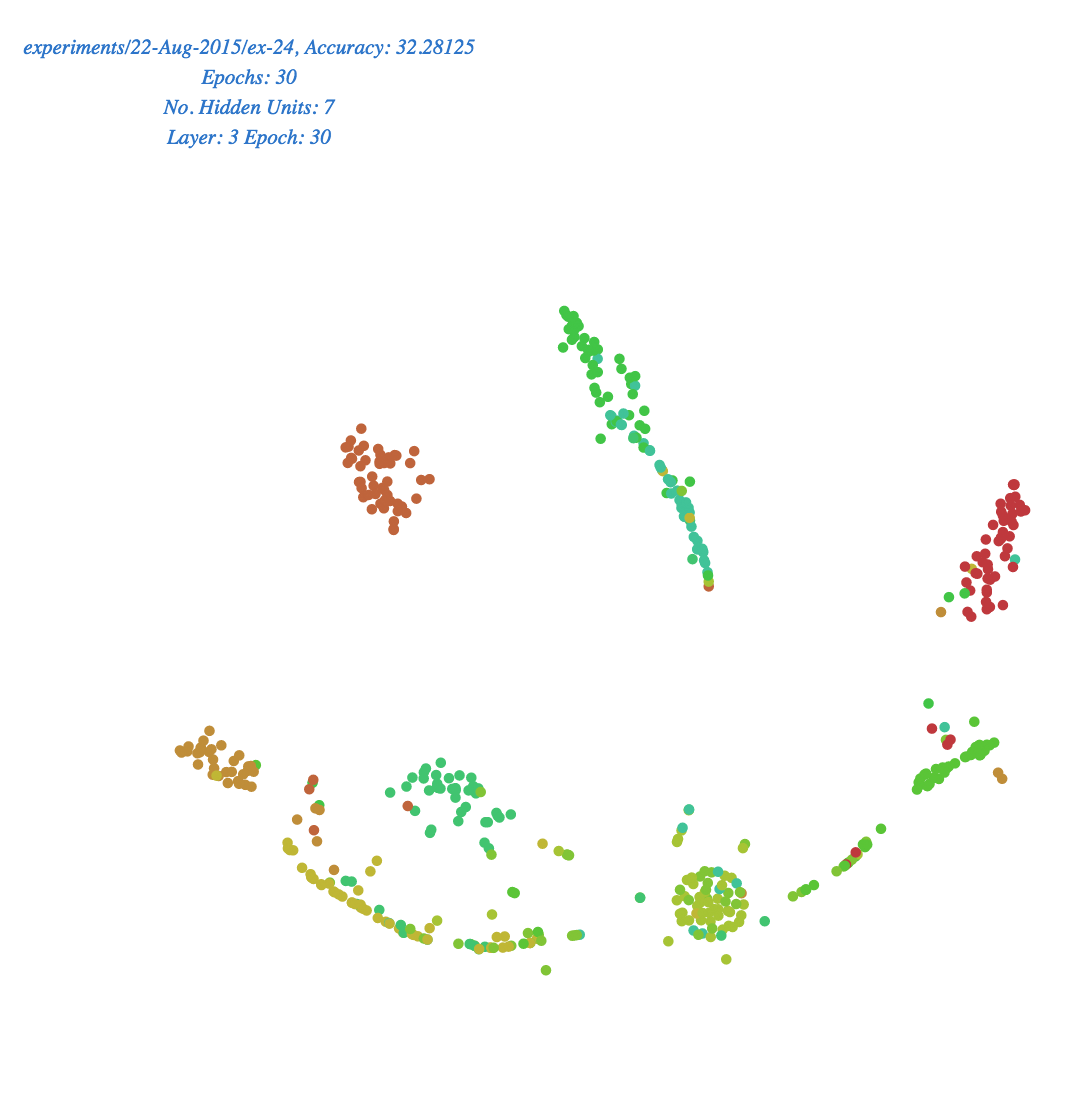 experiments/22-Aug-2015/ex-24, Accuracy: 32.28125
Epochs: 30
No. Hidden Units: 7
Layer: 3 Epoch: 30